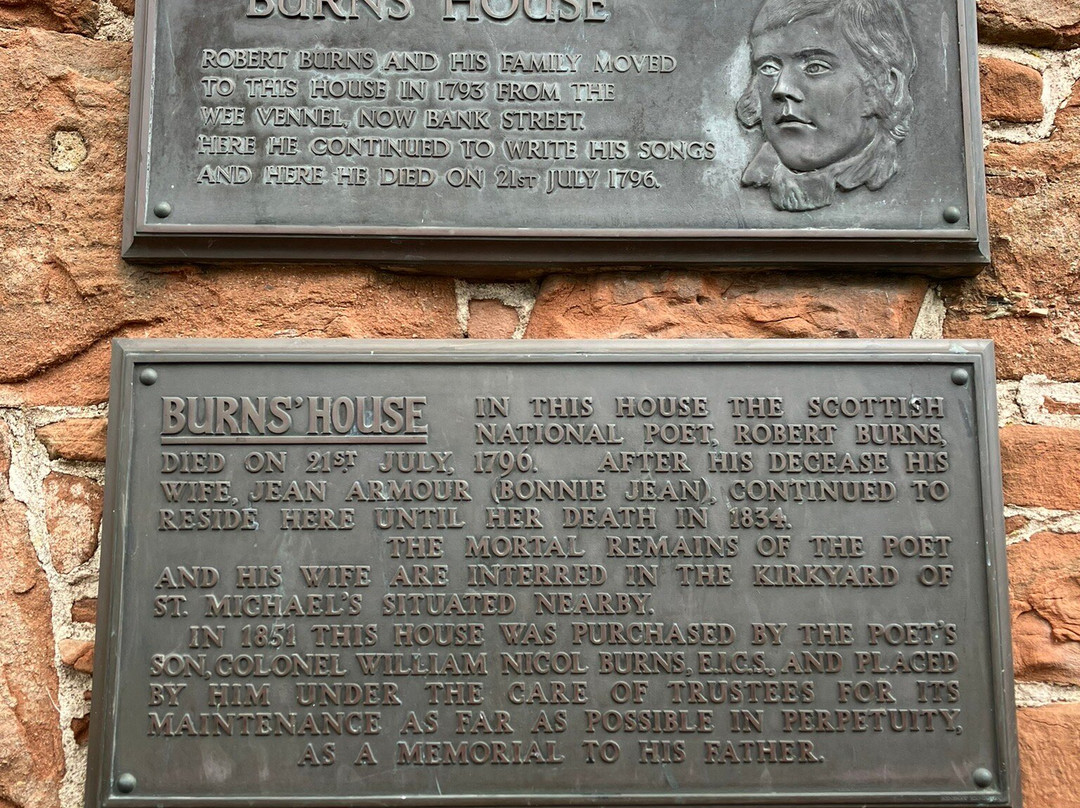 BURNS HOUSE
ROBERT BURNS AND HIS FAMILY MOVED
TO THIS HOUSE IN 1793 FROM THE
WEE VENNEL, NOW BANK STREET.
HERE HE CONTINUED TO WRITE HIS SONGS
AND HERE HE DIED ON 21ST JULY 1796.
BURNS' HOUSE IN THIS HOUSE THE SCOTTISH
NATIONAL POET, ROBERT BURNS,
DIED ON 21ST JULY, 1796. AFTER HIS DECEASE HIS
WIFE, JEAN ARMOUR (BONNIE JEAN), CONTINUED TO
RESIDE HERE UNTIL HER DEATH IN 1834.
THE MORTAL REMAINS OF THE POET
AND HIS WIFE ARE INTERRED IN THE KIRKYARD OF
ST. MICHAEL'S SITUATED NEARBY.
IN 1851 THIS HOUSE WAS PURCHASED BY THE POET'S
SON, COLONEL WILLIAM NICOL BURNS, E.I.C.S., AND PLACED
BY HIM UNDER THE CARE OF TRUSTEES FOR ITS
MAINTENANCE AS FAR AS POSSIBLE IN PERPETUITY,
AS A MEMORIAL TO HIS FATHER.